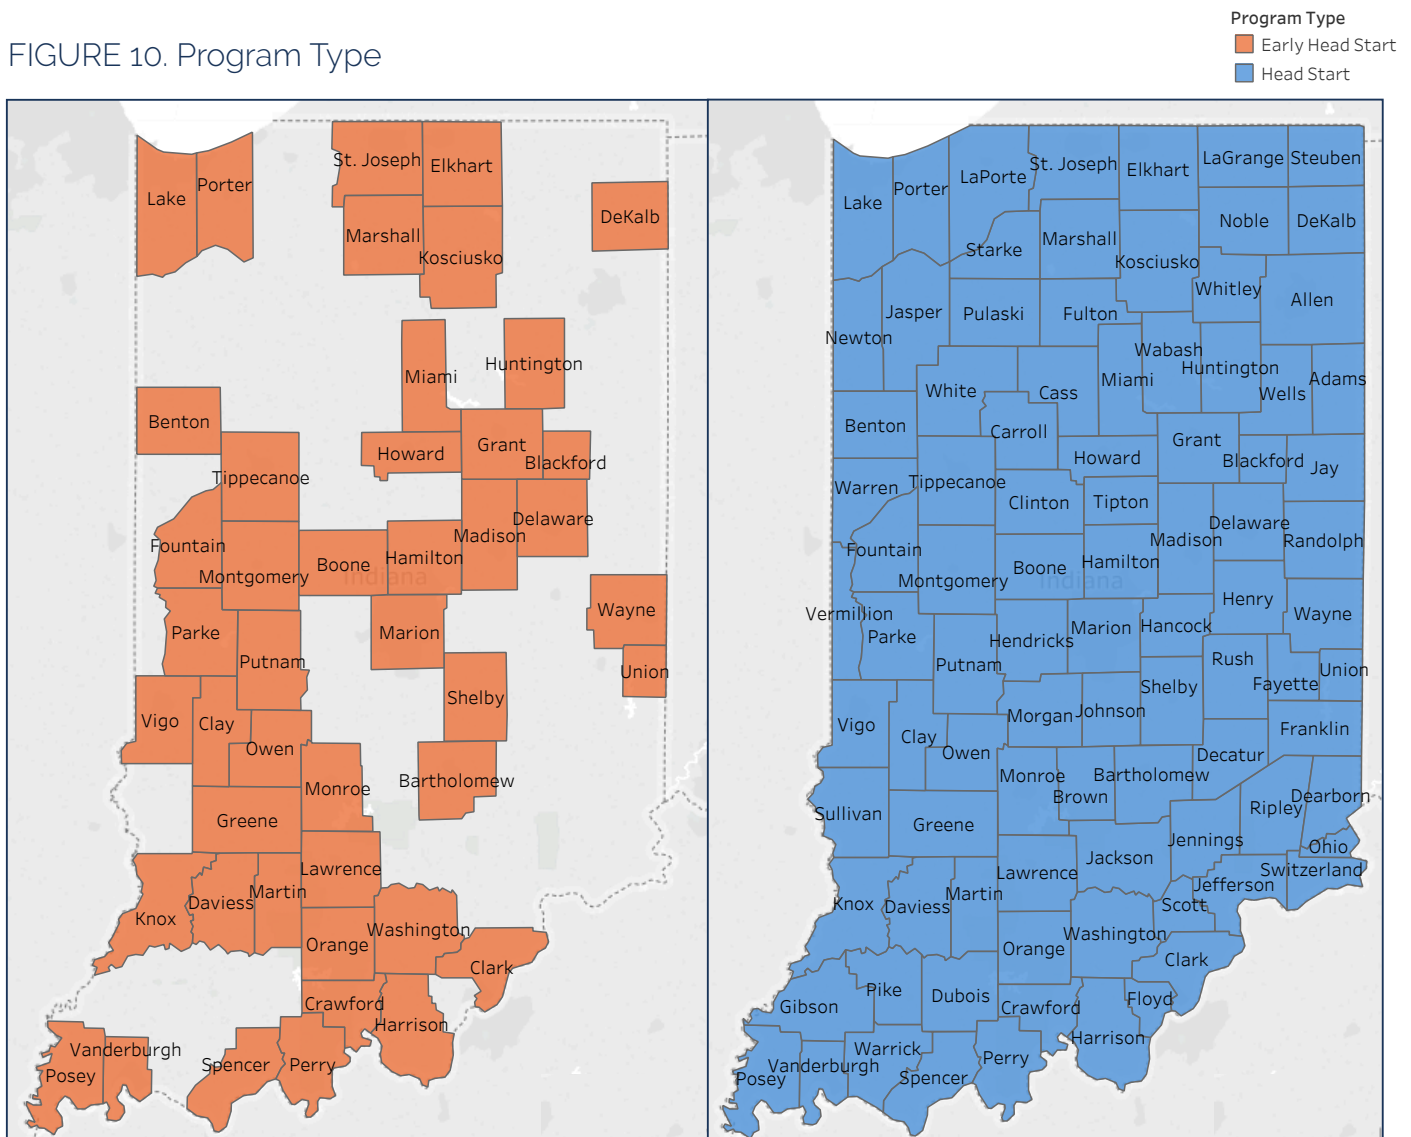 Program Type
FIGURE 10. Program Type
Early Head Start
Head Start
St. Joseph
Elkhart
Lake
Porter
DeKalb
Marshall
Kosciusko
Miami
Huntington
Benton
Howard
Grant
Blackford
Tippecanoe
Delaware
Madison
Fountain
Montgomery
Boone
Hamilton
Indiana
Parke
Marion
Wayne
Putnam
Union
Shelby
Vigo
Clay
Owen
Monroe
Bartholomew
Greene
Lawrence
Martin
Daviess
Knox
Washington
Orange
Clark
Crawford
Harrison
Vanderburgh
Posey
Spencer
Perry
LaGrange
Steuben
St. Joseph
Elkhart
LaPorte
Porter
Lake
Noble
DeKalb
Starke
Marshall
Kosciusko
Whitley
Allen
Jasper
Pulaski
Fulton
Newton
Wabash
Huntington
Miami
Wells
Adams
White
Cass
Benton
Carroll
Grant
Howard
Blackford
Jay
Warren
Tippecanoe
Clinton
Tipton
Delaware
Madison
Randolph
Fountain
Montgomery
Boone
Hamilton
Indiana
Henry
Vermillion
Parke
Hendricks
Marion
Hancock
Wayne
Putnam
Rush
Fayette
Union
Shelby
Morgan
Johnson
Vigo
Clay
Owen
Franklin
Decatur
Monroe
Brown
Bartholomew
Dearborn
Ripley
Sullivan
Greene
Jennings
Ohio
Jackson
Switzerland
Lawrence
Jefferson
Martin
Knox
Daviess
Scott
Washington
Orange
Clark
Pike
Dubois
Gibson
Crawford
Floyd
Harrison
Warrick
Perry
Vanderburgh
Posey
Spencer